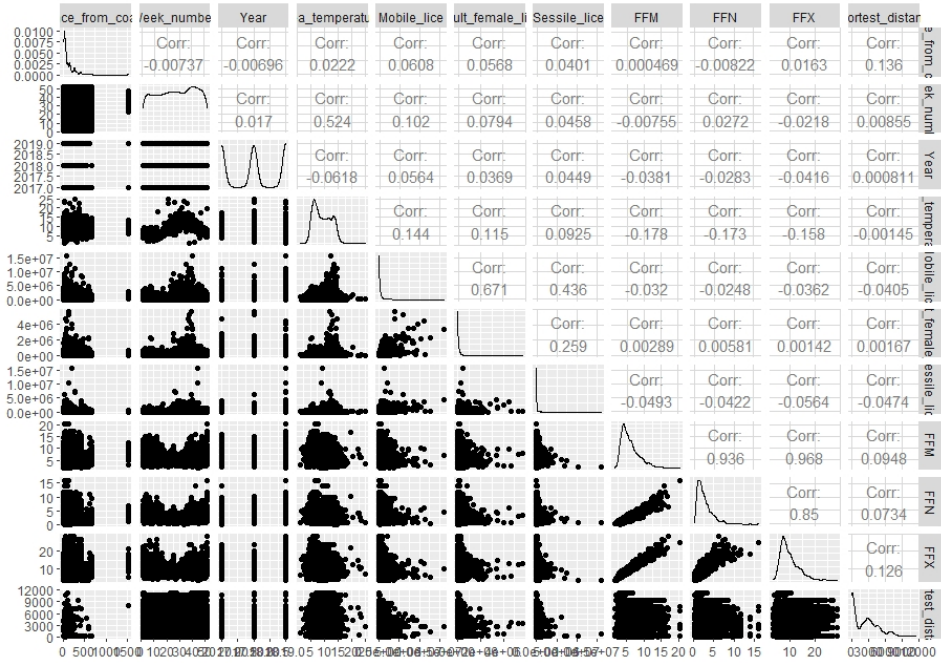 ce_from_coa /eek_numbe Year a_temperatu Mobile_lice ult_female_li Sessile_lice FFM FFN FFX ortest_distan
0.0100
0.0075
0.0050
0.0025
0.0000
Corr: Corr: Corr: Corr: Corr: Corr: Corr: Corr: Corr: Corr:
-0.00737 -0.00696 0.0222 0.0608 0.0568 0.0401 0.000469 -0.00822 0.0163 0.136
50
40
30
20
10
0
Corr: Corr: Corr: Corr: Corr: Corr: Corr: Corr: Corr:
0.017 0.524 0.102 0.0794 0.0458 -0.00755 0.0272 -0.0218 0.00855
ek_num
2019.0
2018.5
2018.0
2017.5
2017.0
Corr: Corr: Corr: Corr: Corr: Corr: Corr: Corr:
-0.0618 0.0564 0.0369 0.0449 -0.0381 -0.0283 -0.0416 0.000811
Year
25
20
15
10
5
Corr: Corr: Corr: Corr: Corr: Corr: Corr:
0.144 0.115 0.0925 -0.178 -0.173 -0.158 -0.00145
_tempera
1.5e+07
1.0e+07
5.0e+06
0.0e+00
Corr: Corr: Corr: Corr: Corr: Corr:
0.671 0.436 -0.032 -0.0248 -0.0362 -0.0405
obile_lic
4e+06
2e+06
0e+00
Corr: Corr: Corr: Corr: Corr:
0.259 0.00289 0.00581 0.00142 0.00167
t_female
1.5e+07
1.0e+07
5.0e+06
0.0e+00
Corr: Corr: Corr: Corr:
-0.0493 -0.0422 -0.0564 -0.0474
essile_lic
20
15
10
5
Corr: Corr: Corr:
0.936 0.968 0.0948
FFM
15
10
5
0
Corr: Corr:
0.85 0.0734
FFN
20
10
Corr:
0.126
FFX
12000
9000
6000
3000
0
test_dist
0 5 10 15 20 0 5 10 15 10 20